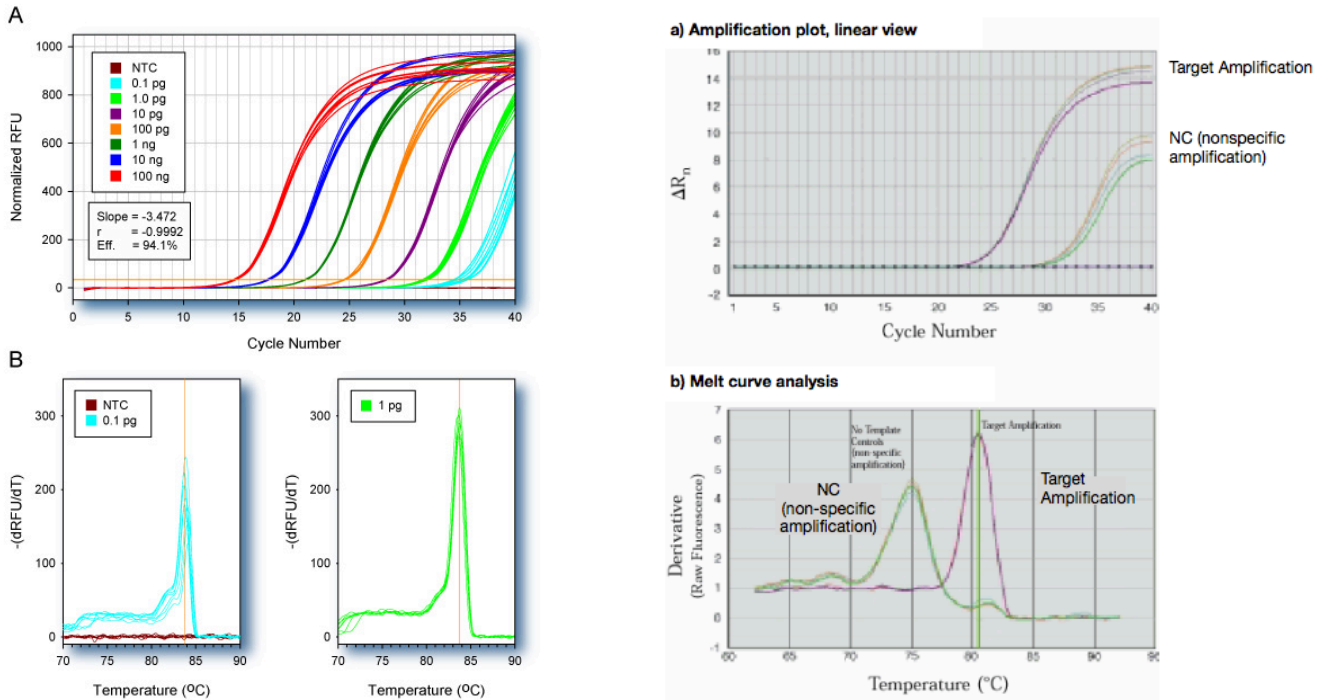 A
Normalized RFU
1000
800
600
400
200
0
NTC
0.1 pg
1.0 pg
10 pg
100 pg
1 ng
10 ng
100 ng
Slope = -3.472
r = -0.9992
Eff. = 94.1%
0 5 10 15 20 25 30 35 40
Cycle Number
B
-(dRFU/dT)
300
200
100
0
NTC
0.1 pg
70 75 80 85 90
Temperature (ºC)
-(dRFU/dT)
300
200
100
0
1 pg
70 75 80 85 90
Temperature (ºC)
a) Amplification plot, linear view
ΔRn
16
14
12
10
8
6
4
2
0
-2
1 5 10 15 20 25 30 35 40
Cycle Number
Target Amplification
NC (nonspecific
amplification)
b) Melt curve analysis
Derivative
(Raw Fluorescence)
7
6
5
4
3
2
1
0
-1
No Template
Controls
(non-specific
amplification)
Target Amplification
NC
(non-specific
amplification)
Target
Amplification
60 65 70 75 80 85 90 95
Temperature (°C)